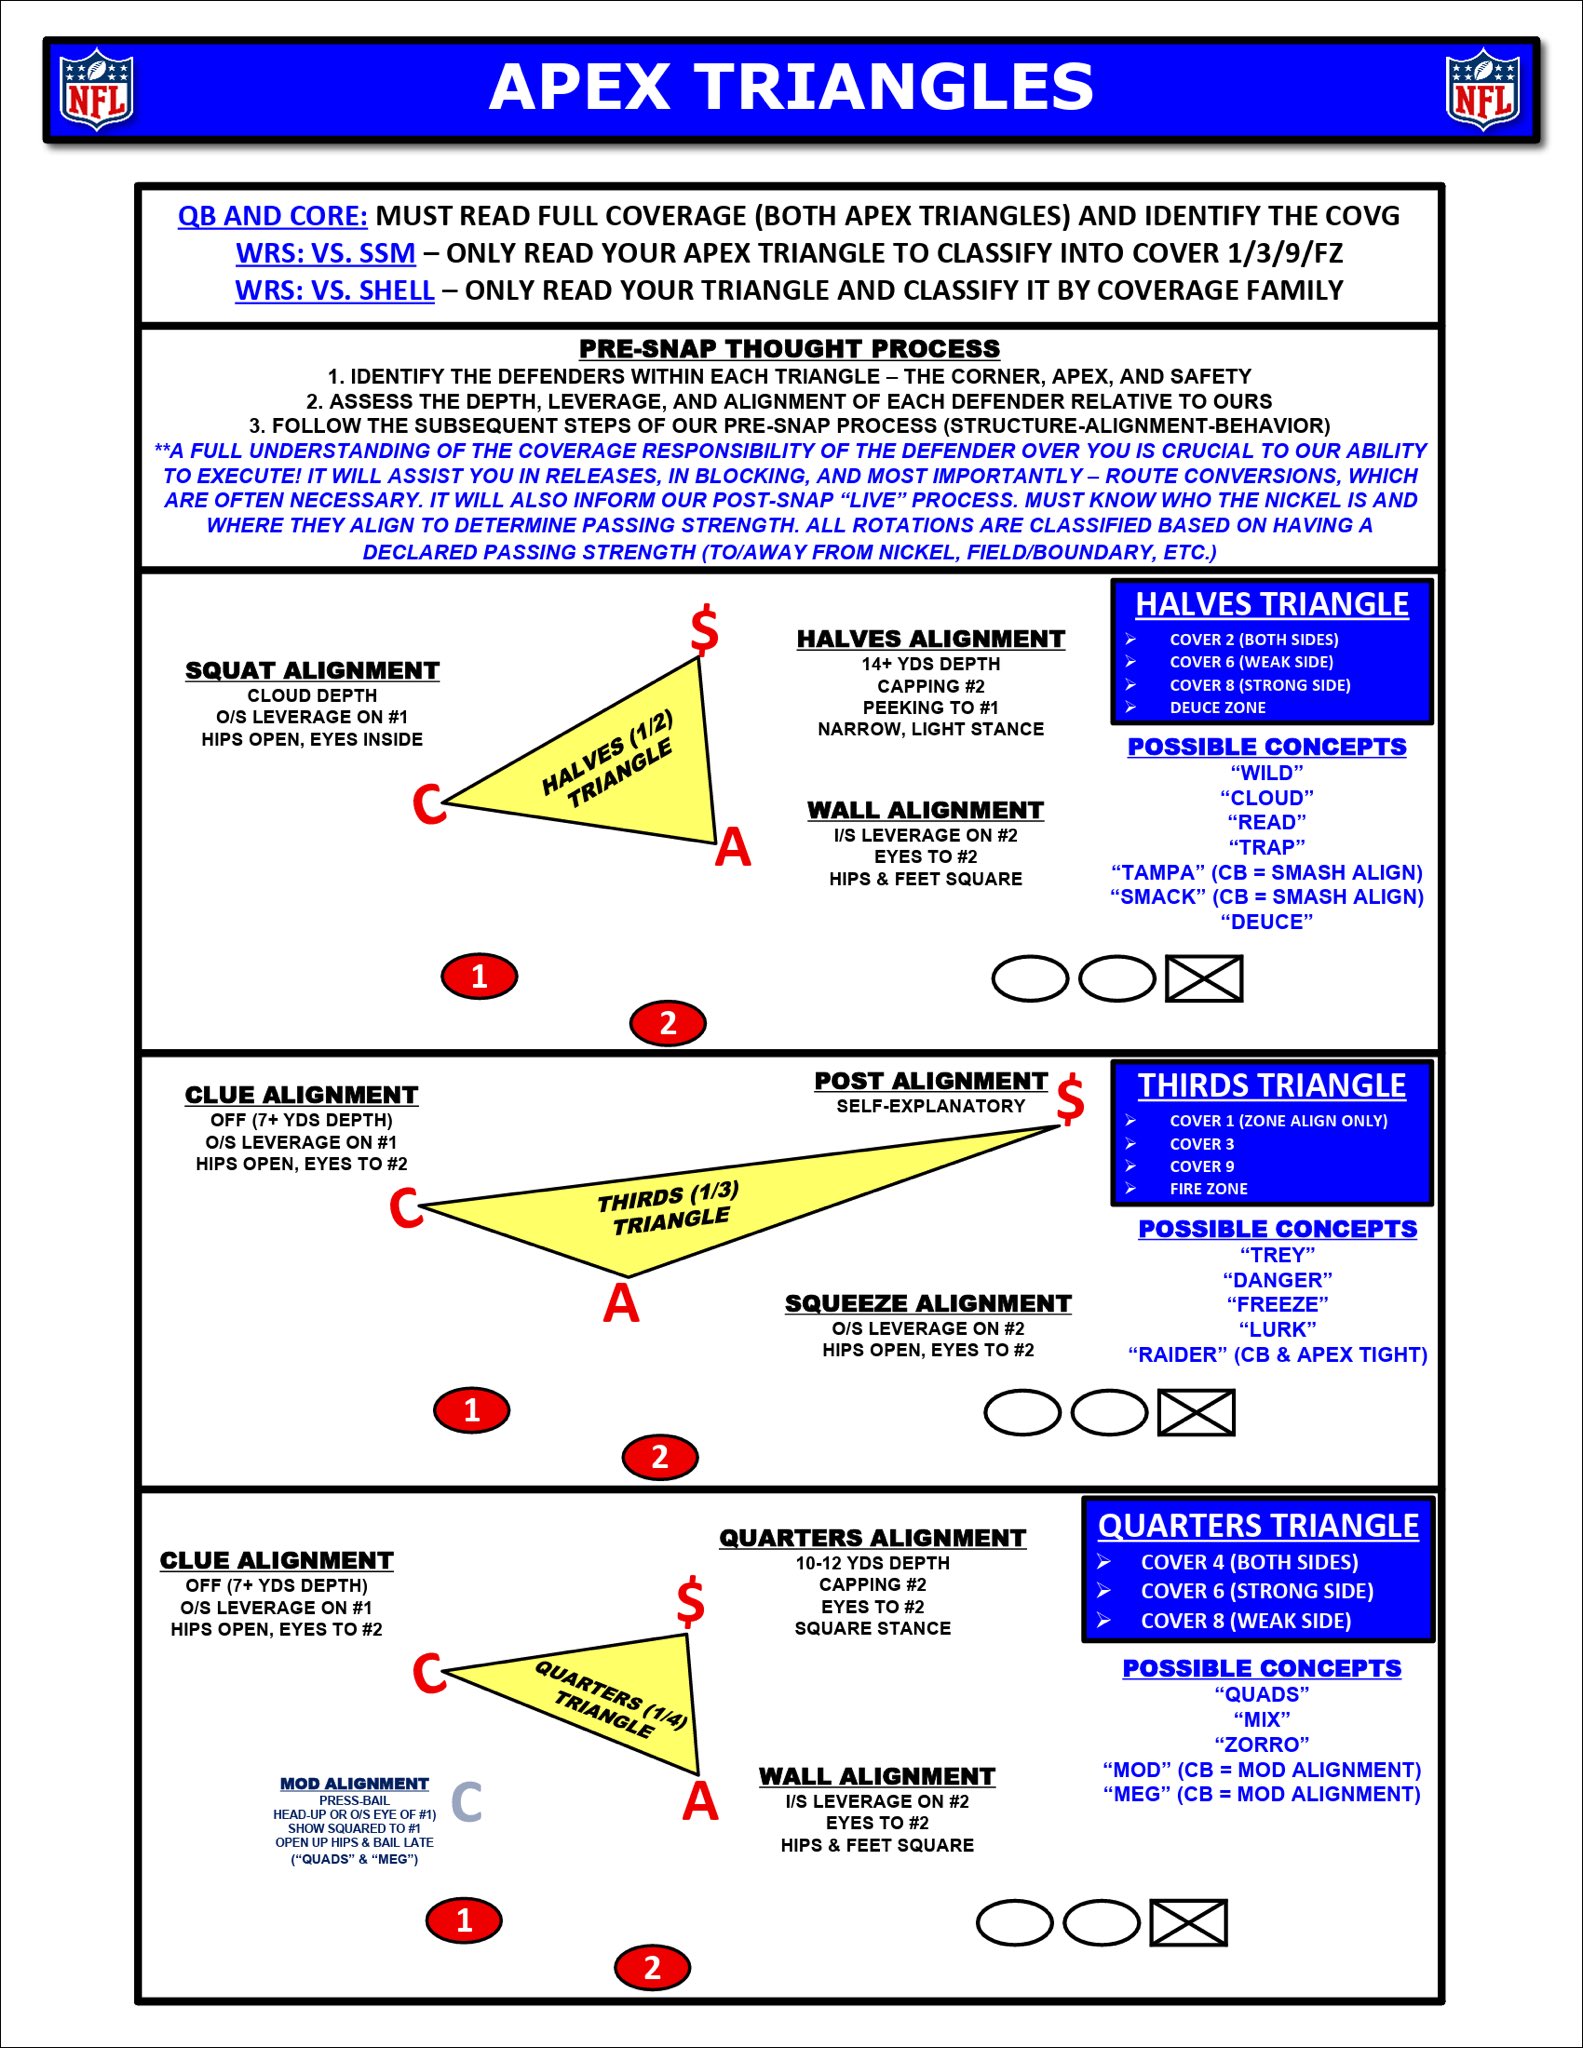 NFL
APEX TRIANGLES
NFL
QB AND CORE: MUST READ FULL COVERAGE (BOTH APEX TRIANGLES) AND IDENTIFY THE COVG
WRS: VS. SSM – ONLY READ YOUR APEX TRIANGLE TO CLASSIFY INTO COVER 1/3/9/FZ
WRS: VS. SHELL – ONLY READ YOUR TRIANGLE AND CLASSIFY IT BY COVERAGE FAMILY
PRE-SNAP THOUGHT PROCESS
1. IDENTIFY THE DEFENDERS WITHIN EACH TRIANGLE – THE CORNER, APEX, AND SAFETY
2. ASSESS THE DEPTH, LEVERAGE, AND ALIGNMENT OF EACH DEFENDER RELATIVE TO OURS
3. FOLLOW THE SUBSEQUENT STEPS OF OUR PRE-SNAP PROCESS (STRUCTURE-ALIGNMENT-BEHAVIOR)
**A FULL UNDERSTANDING OF THE COVERAGE RESPONSIBILITY OF THE DEFENDER OVER YOU IS CRUCIAL TO OUR ABILITY
TO EXECUTE! IT WILL ASSIST YOU IN RELEASES, IN BLOCKING, AND MOST IMPORTANTLY – ROUTE CONVERSIONS, WHICH
ARE OFTEN NECESSARY. IT WILL ALSO INFORM OUR POST-SNAP “LIVE” PROCESS. MUST KNOW WHO THE NICKEL IS AND
WHERE THEY ALIGN TO DETERMINE PASSING STRENGTH. ALL ROTATIONS ARE CLASSIFIED BASED ON HAVING A
DECLARED PASSING STRENGTH (TO/AWAY FROM NICKEL, FIELD/BOUNDARY, ETC.)
SQUAT ALIGNMENT
CLOUD DEPTH
O/S LEVERAGE ON #1
HIPS OPEN, EYES INSIDE
$
C
A
HALVES (1/2)
TRIANGLE
HALVES ALIGNMENT
14+ YDS DEPTH
CAPPING #2
PEEKING TO #1
NARROW, LIGHT STANCE
WALL ALIGNMENT
I/S LEVERAGE ON #2
EYES TO #2
HIPS & FEET SQUARE
HALVES TRIANGLE
COVER 2 (BOTH SIDES)
COVER 6 (WEAK SIDE)
COVER 8 (STRONG SIDE)
DEUCE ZONE
POSSIBLE CONCEPTS
“WILD”
“CLOUD”
“READ”
“TRAP”
“TAMPA” (CB = SMASH ALIGN)
“SMACK” (CB = SMASH ALIGN)
“DEUCE”
1
2
CLUE ALIGNMENT
OFF (7+ YDS DEPTH)
O/S LEVERAGE ON #1
HIPS OPEN, EYES TO #2
POST ALIGNMENT
SELF-EXPLANATORY
$
C
A
THIRDS (1/3)
TRIANGLE
SQUEEZE ALIGNMENT
O/S LEVERAGE ON #2
HIPS OPEN, EYES TO #2
THIRDS TRIANGLE
COVER 1 (ZONE ALIGN ONLY)
COVER 3
COVER 9
FIRE ZONE
POSSIBLE CONCEPTS
“TREY”
“DANGER”
“FREEZE”
“LURK”
“RAIDER” (CB & APEX TIGHT)
1
2
CLUE ALIGNMENT
OFF (7+ YDS DEPTH)
O/S LEVERAGE ON #1
HIPS OPEN, EYES TO #2
QUARTERS ALIGNMENT
10-12 YDS DEPTH
CAPPING #2
EYES TO #2
SQUARE STANCE
$
C
A
QUARTERS (1/4)
TRIANGLE
MOD ALIGNMENT
PRESS-BAIL
HEAD-UP OR O/S EYE OF #1)
SHOW SQUARED TO #1
OPEN UP HIPS & BAIL LATE
(“QUADS” & “MEG”)
C
WALL ALIGNMENT
I/S LEVERAGE ON #2
EYES TO #2
HIPS & FEET SQUARE
QUARTERS TRIANGLE
COVER 4 (BOTH SIDES)
COVER 6 (STRONG SIDE)
COVER 8 (WEAK SIDE)
POSSIBLE CONCEPTS
“QUADS”
“MIX”
“ZORRO”
“MOD” (CB = MOD ALIGNMENT)
“MEG” (CB = MOD ALIGNMENT)
1
2